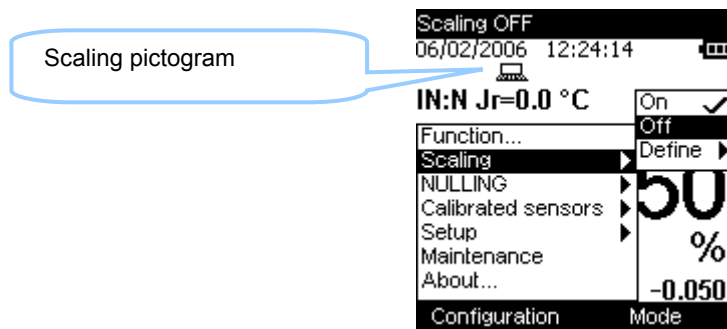 Scaling pictogram
Scaling OFF
06/02/2006 12:24:14
IN:N Jr=0.0 °C
On
Off
Define
Function...
Scaling
NULLING
Calibrated sensors
Setup
Maintenance
About...
50
%
-0.050
Configuration Mode